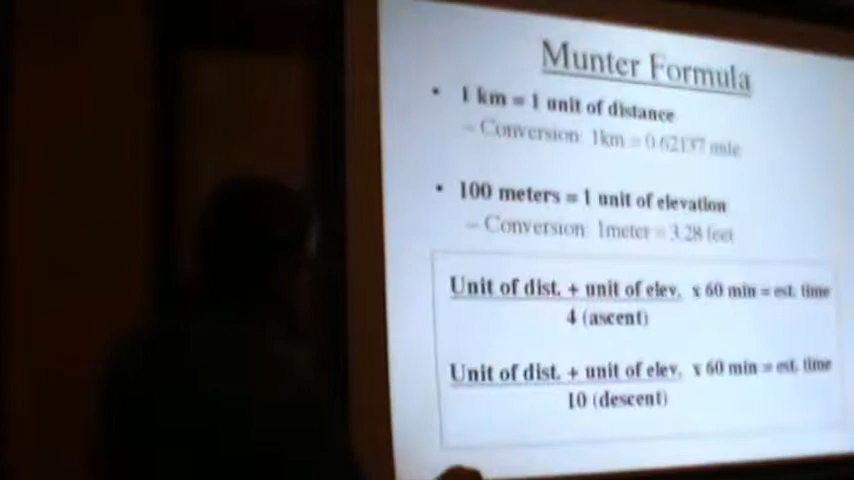 Munter Formula
• 1 km = 1 unit of distance
– Conversion: 1km = 0.62137 mile
• 100 meters = 1 unit of elevation
– Conversion: 1meter = 3.28 feet
Unit of dist. + unit of elev. x 60 min = est. time
4 (ascent)
Unit of dist. + unit of elev. x 60 min = est. time
10 (descent)